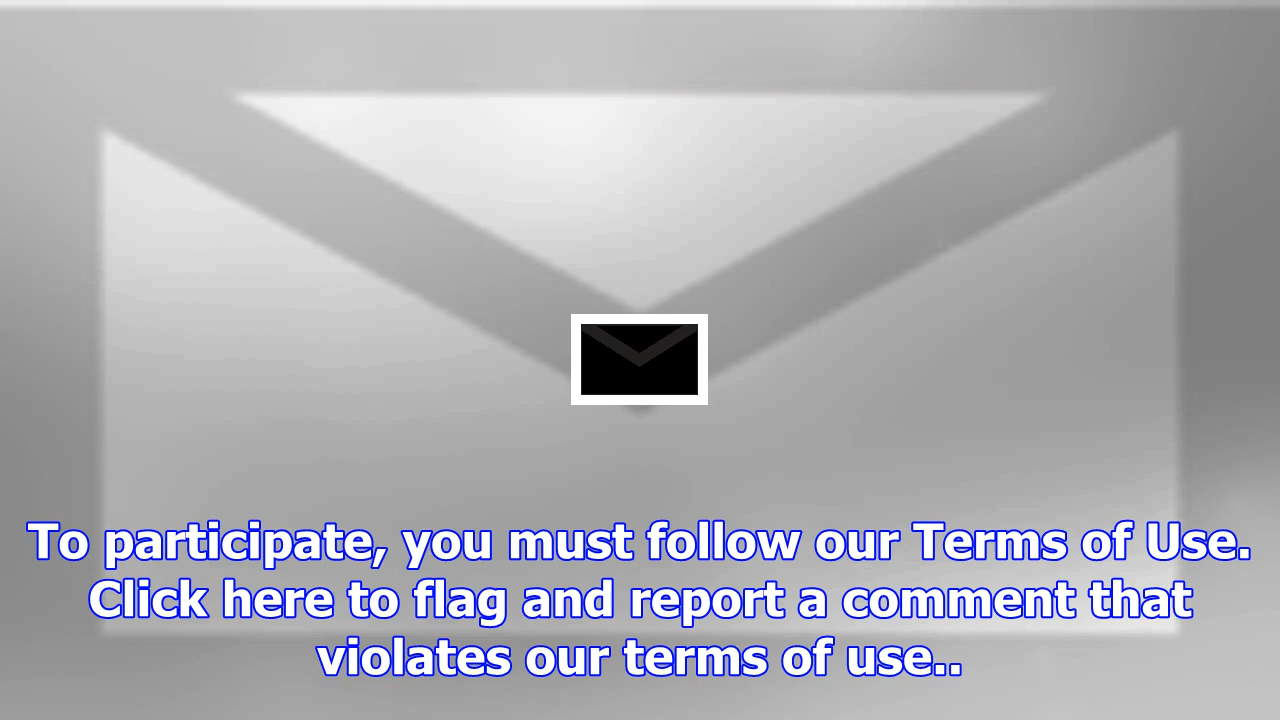 To participate, you must follow our Terms of Use.
Click here to flag and report a comment that
violates our terms of use..